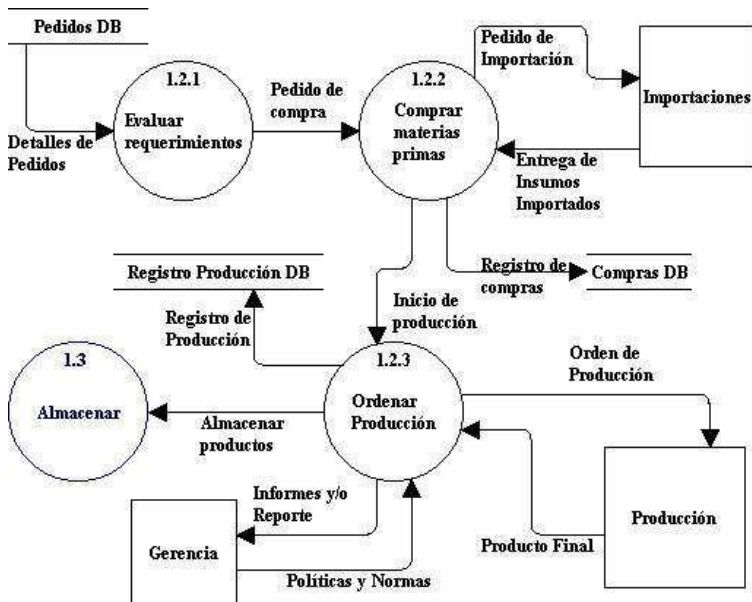 Pedidos DB
1.2.1
Evaluar
requerimientos
Detalles de
Pedidos
Pedido de
compra
1.2.2
Comprar
materias
primas
Pedido de
Importación
Importaciones
Entrega de
Insumos
Importados
Registro Producción DB
Registro de
compras
Compras DB
Inicio de
producción
Registro de
Producción
1.3
Almacenar
Almacenar
productos
1.2.3
Ordenar
Producción
Orden de
Producción
Informes y/o
Reporte
Gerencia
Políticas y Normas
Producto Final
Producción